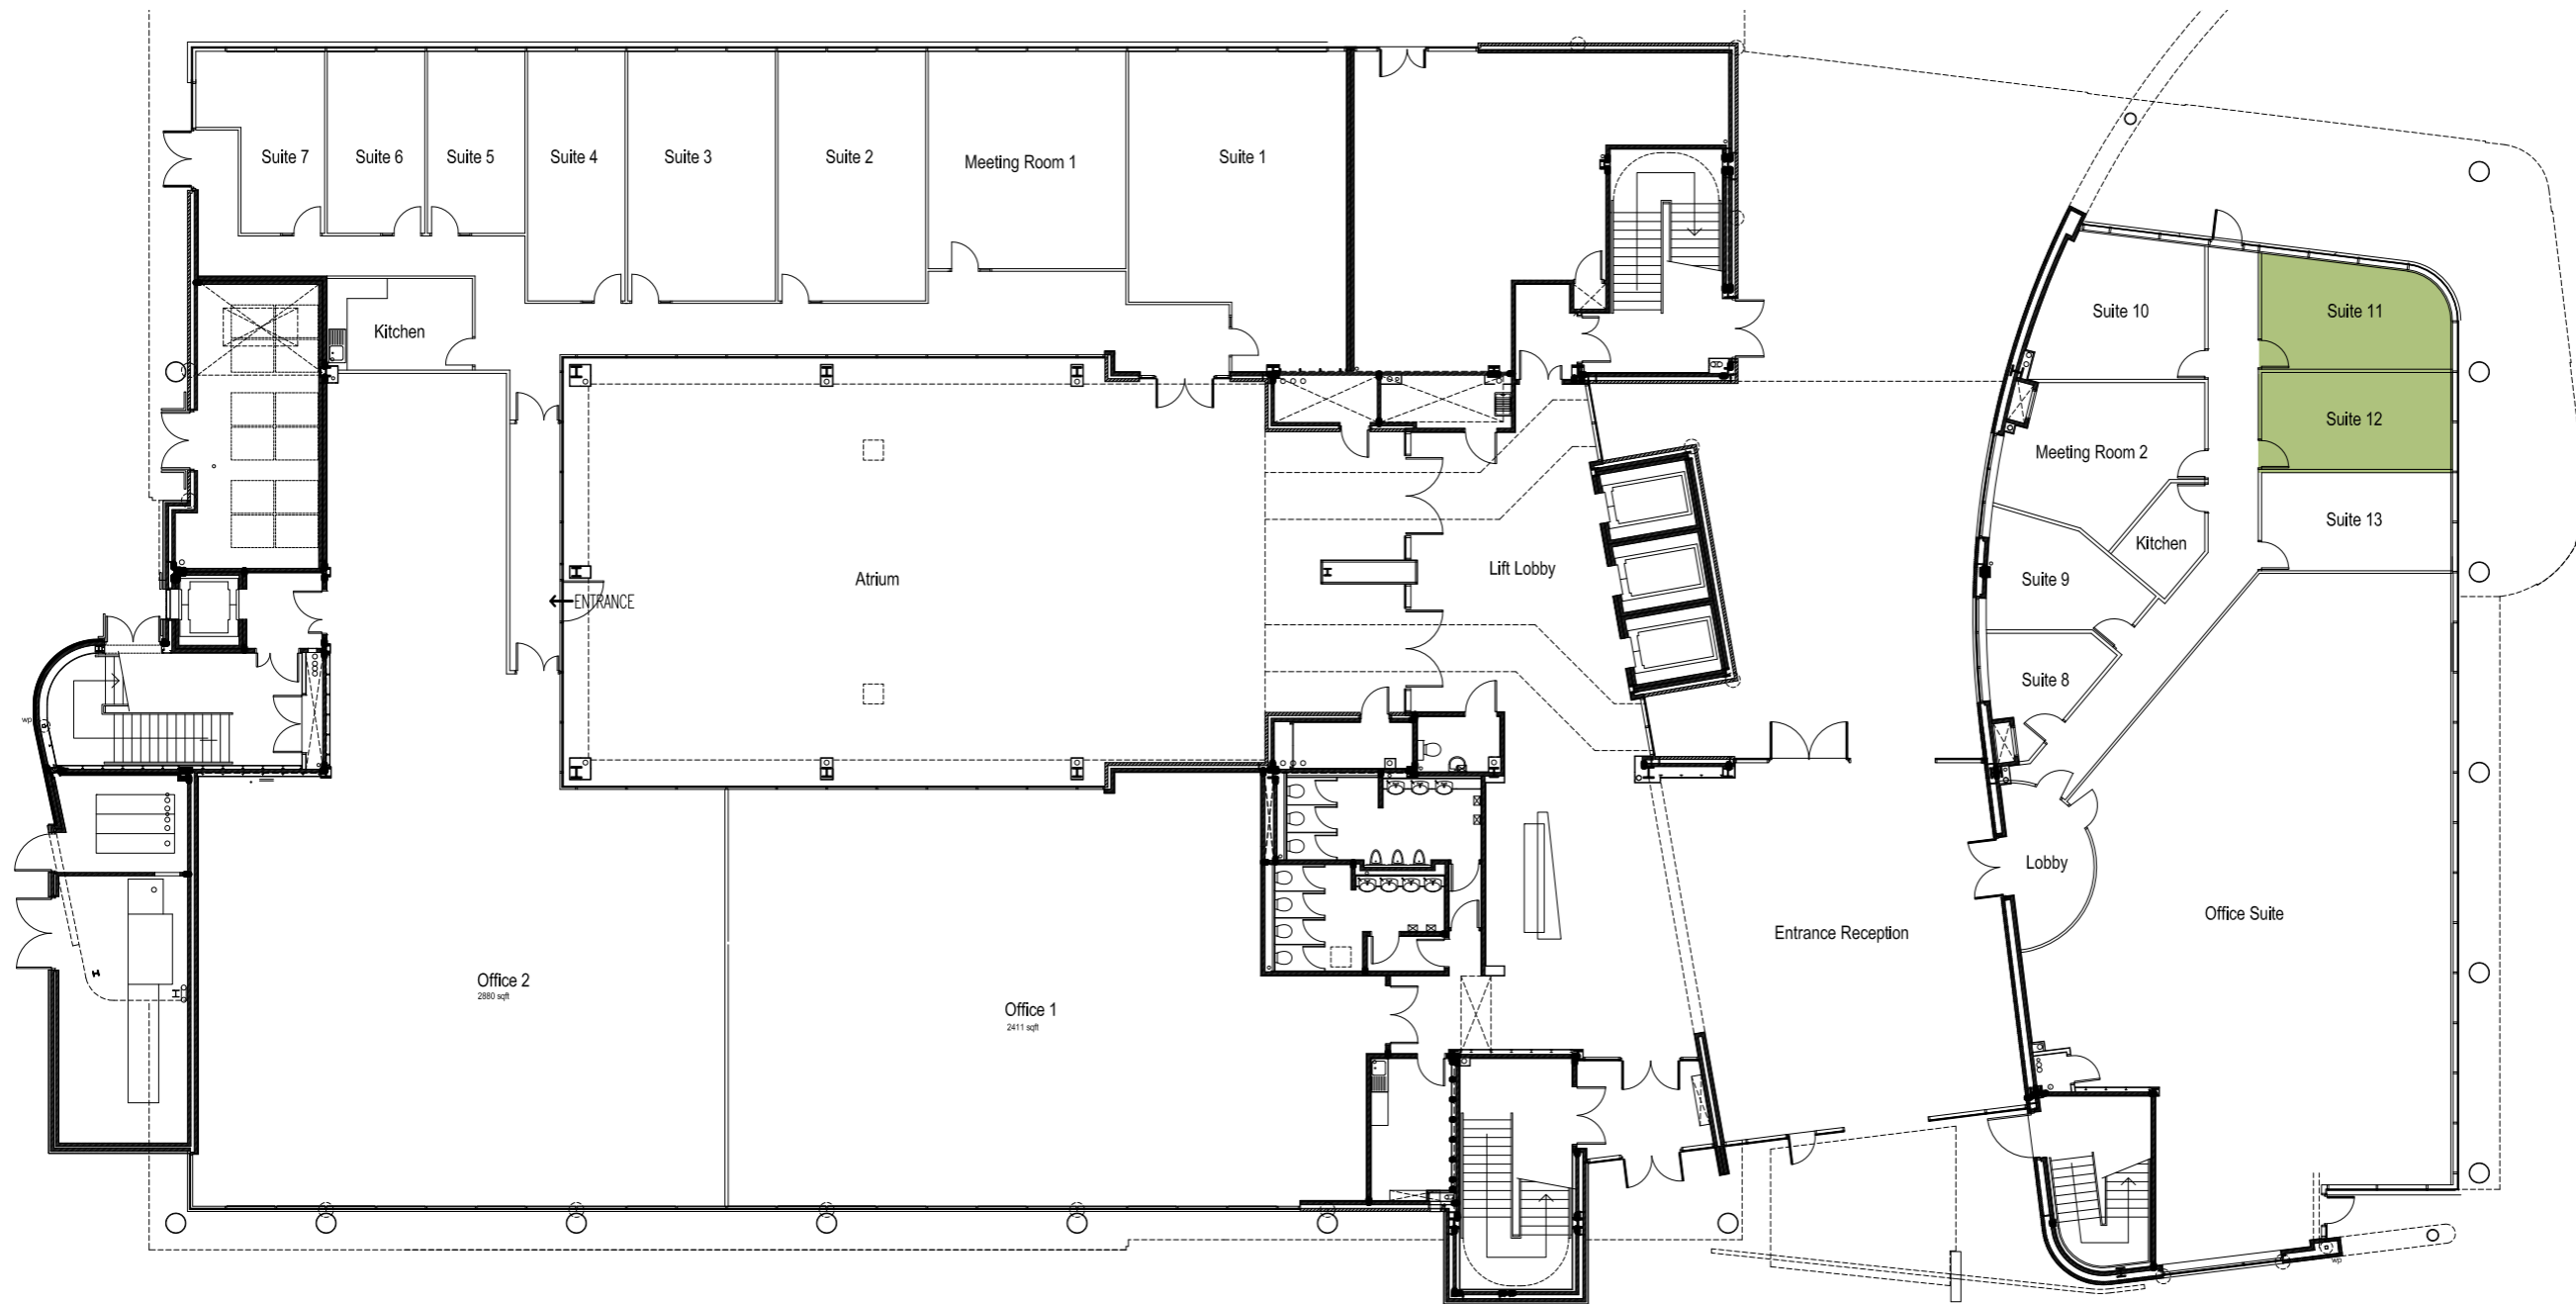 Suite 7
Suite 6
Suite 5
Suite 4
Suite 3
Suite 2
Meeting Room 1
Suite 1
Kitchen
Suite 10
Suite 11
Suite 12
Meeting Room 2
Suite 13
Kitchen
Atrium
ENTRANCE
Lift Lobby
Suite 9
Suite 8
wp
Lobby
Office Suite
Entrance Reception
Office 2
2880 sqft
Office 1
2411 sqft
wp